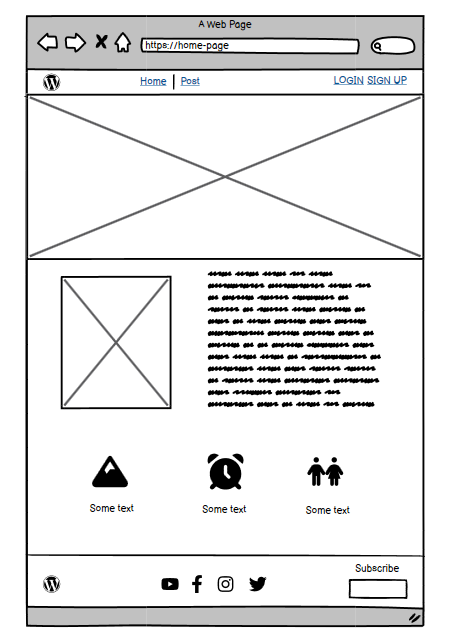 A Web Page
https://home-page
Home | Post
LOGIN SIGN UP
Some text
Some text
Some text
Subscribe